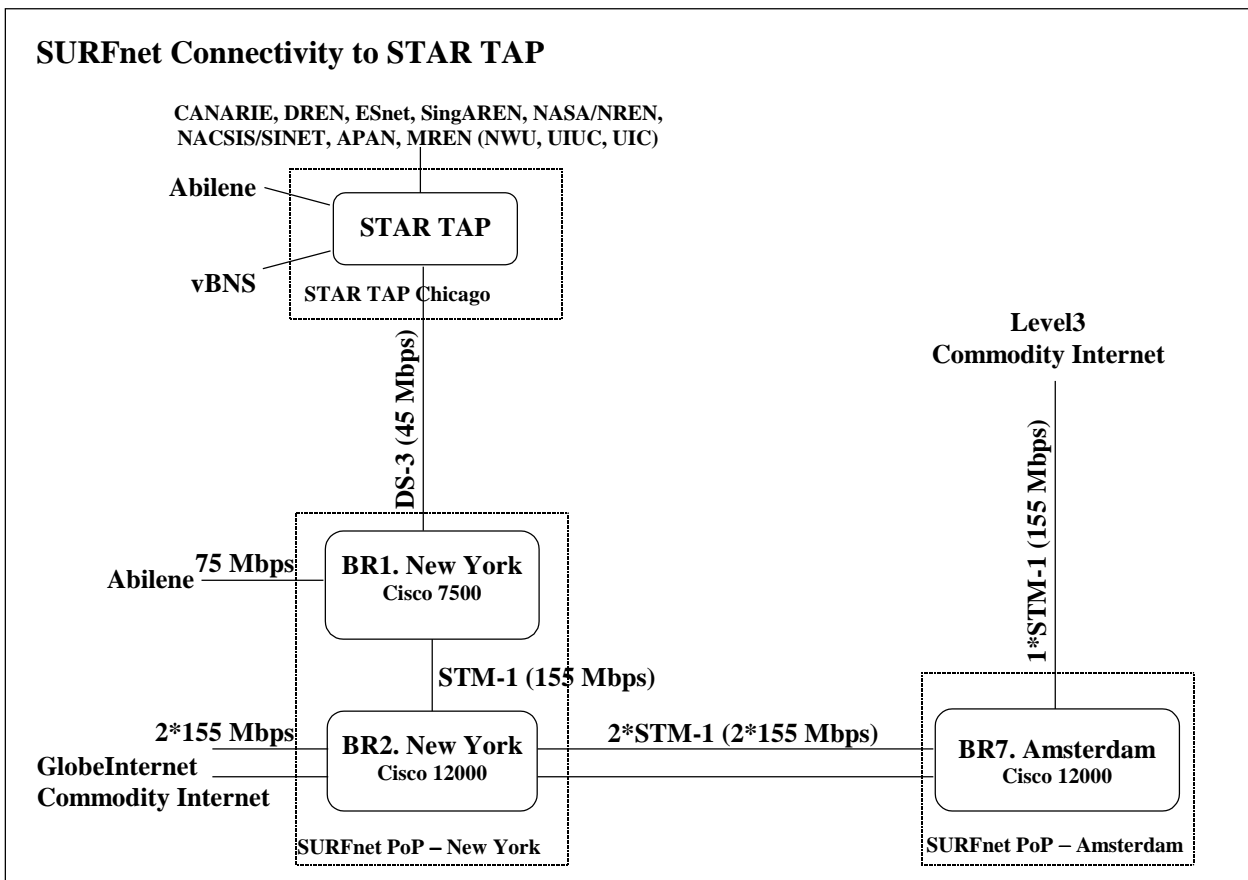 SURFnet Connectivity to STAR TAP
CANARIE, DREN, ESnet, SingAREN, NASA/NREN,
NACSIS/SINET, APAN, MREN (NWU, UIUC, UIC)
Abilene
STAR TAP
vBNS
STAR TAP Chicago
Level3
Commodity Internet
DS-3 (45 Mbps)
1*STM-1 (155 Mbps)
75 Mbps
Abilene
BR1. New York
Cisco 7500
STM-1 (155 Mbps)
2*155 Mbps
GlobeInternet
Commodity Internet
BR2. New York
Cisco 12000
2*STM-1 (2*155 Mbps)
BR7. Amsterdam
Cisco 12000
SURFnet PoP – New York
SURFnet PoP – Amsterdam